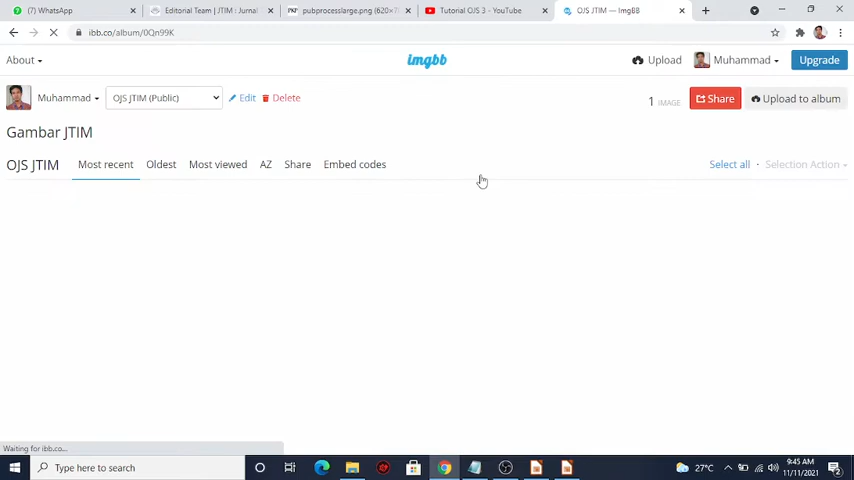 (7) WhatsApp
Editorial Team | JTIM : Jurnal
pubprocesslarge.png (620×7
Tutorial OJS 3 - YouTube
OJS JTIM — ImgBB
ibb.co/album/0Qn99K
About
imgbb
Upload
Muhammad
Upgrade
Muhammad
OJS JTIM (Public)
Edit
Delete
1 IMAGE
Share
Upload to album
Gambar JTIM
OJS JTIM
Most recent
Oldest
Most viewed
AZ
Share
Embed codes
Select all
Selection Action
Waiting for ibb.co...
Type here to search
27°C
9:45 AM
11/11/2021
2